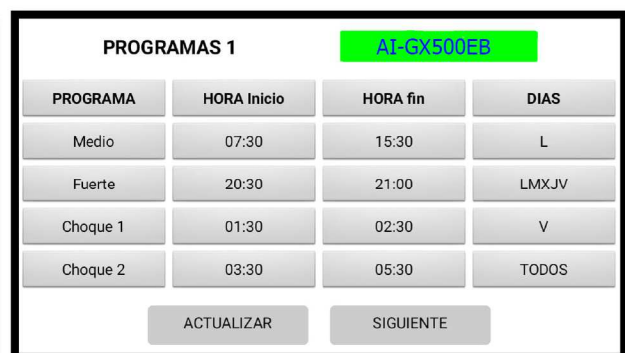 PROGRAMAS 1 AI-GX500EB
PROGRAMA HORA Inicio HORA fin DIAS
Medio 07:30 15:30 L
Fuerte 20:30 21:00 LMXJV
Choque 1 01:30 02:30 V
Choque 2 03:30 05:30 TODOS
ACTUALIZAR SIGUIENTE